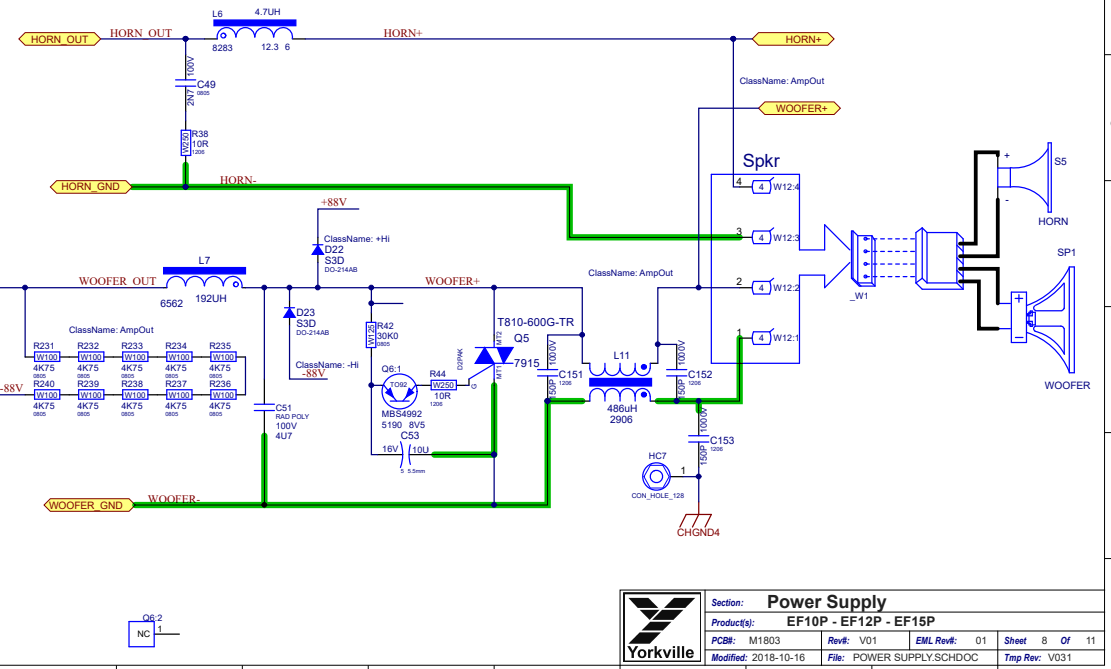 L6 4.7UH
HORN_OUT HORN_OUT HORN+ HORN+
8283 12.3 6
100V
C49
0805
2N7
ClassName: AmpOut
WOOFER+
R38
10R
W250
1206
Spkr
HORN_GND HORN-
4 4 W12:4
3 4 W12:3
2 4 W12:2
1 4 W12:1
+
S5
-
HORN
SP1
_W1
+
-
WOOFER
+88V
ClassName: +Hi
D22
S3D
DO-214AB
L7
WOOFER_OUT WOOFER+
6562 192UH
ClassName: AmpOut
D23
S3D
DO-214AB
ClassName: -Hi
-88V
ClassName: AmpOut
R231 R232 R233 R234 R235
W100 W100 W100 W100 W100
4K75 4K75 4K75 4K75 4K75
0805 0805 0805 0805 0805
-88V
R240 R239 R238 R237 R236
W100 W100 W100 W100 W100
4K75 4K75 4K75 4K75 4K75
0805 0805 0805 0805 0805
R42
30K0
W125
0805
T810-600G-TR
Q5
7915
MT2
MT1
G
D2PAK
Q6:1
TO92
MBS4992
5190 8V5
R44
W250
10R
1206
C51
RAD POLY
100V
4U7
C53
16V 10U
5 5.5mm
1000V
C151
1206
150P
L11
486uH
2906
1000V
C152
1206
150P
1000V
C153
1206
150P
HC7
1
CON_HOLE_128
CHGND4
WOOFER_GND WOOFER-
Q6:2
NC 1
Yorkville
Section: Power Supply
Product(s): EF10P - EF12P - EF15P
PCB#: M1803 Rev#: V01 EML Rev#: 01 Sheet 8 Of 11
Modified: 2018-10-16 File: POWER SUPPLY.SCHDOC Tmp Rev: V031